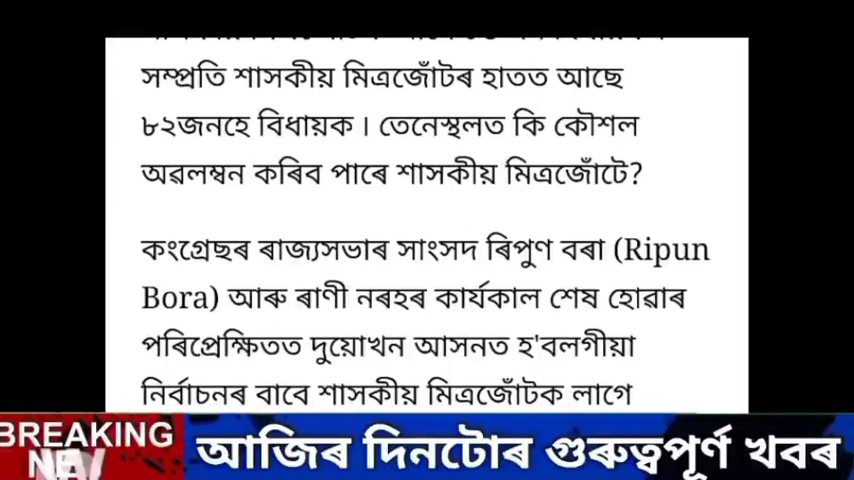 সম্প্ৰতি শাসকীয় মিত্ৰজোঁটৰ হাতত আছে
৮২জনহে বিধায়ক। তেনেস্থলত কি কৌশল
অৱলম্বন কৰিব পাৰে শাসকীয় মিত্ৰজোঁটে?
কংগ্ৰেছৰ ৰাজ্যসভাৰ সাংসদ ৰিপুণ বৰা (Ripun
Bora) আৰু ৰাণী নৰহৰ কাৰ্যকাল শেষ হোৱাৰ
পৰিপ্ৰেক্ষিতত দুয়োখন আসনত হ'বলগীয়া
নিৰ্বাচনৰ বাবে শাসকীয় মিত্ৰজোঁটক লাগে
BREAKING
আজিৰ দিনটোৰ গুৰুত্বপূৰ্ণ খবৰ